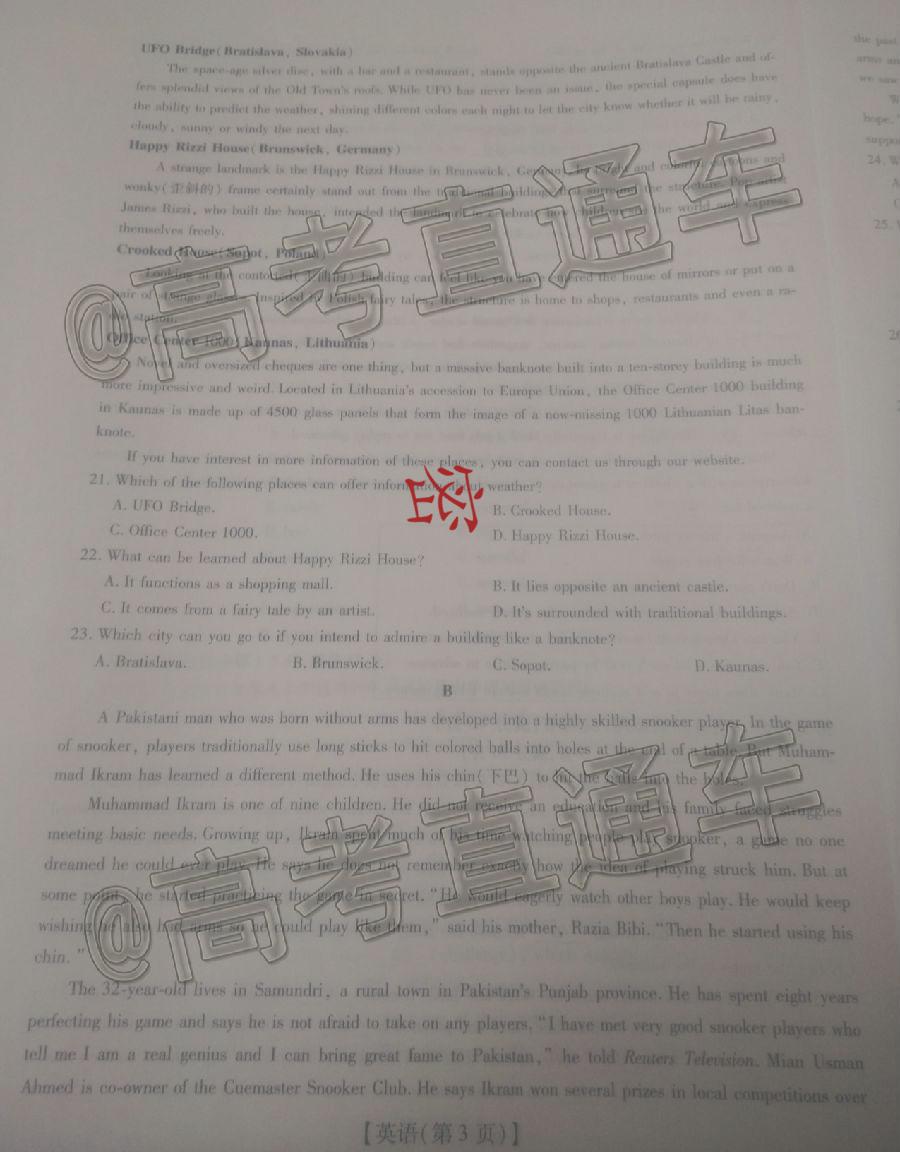 UFO Bridge(Bratislava, Slovakia)
The space-age silver disc, with a bar and a restaurant, stands opposite the ancient Bratislava Castle and of-
fers splendid views of the Old Town's roofs. While UFO has never been an issue, the special capsule does have
the ability to predict the weather, shining different colors each night to let the city know whether it will be rainy,
cloudy, sunny or windy the next day.
Happy Rizzi House(Brunswick, Germany)
A strange landmark is the Happy Rizzi House in Brunswick, and
wonky(歪斜的) frame certainly stand out from the the structure. Pop artist
James Rizzi, who built the house, intended the the world and express
themselves freely.
Crooked House(Sopot, Poland)
Looking at the building can feel like you have entered the house of mirrors or put on a
pair of strange Inspired by Polish fairy tales, the structure is home to shops, restaurants and even a ra-
station.
Office Center 1000(Kaunas, Lithuania)
Novel and oversized cheques are one thing, but a massive banknote built into a ten-storey building is much
more impressive and weird. Located in Lithuania's accession to Europe Union, the Office Center 1000 building
in Kaunas is made up of 4500 glass panels that form the image of a now-missing 1000 Lithuanian Litas ban-
knote.
If you have interest in more information of these places, you can contact us through our website.
21. Which of the following places can offer information about weather?
A. UFO Bridge. B. Crooked House.
C. Office Center 1000. D. Happy Rizzi House.
22. What can be learned about Happy Rizzi House?
A. It functions as a shopping mall. B. It lies opposite an ancient castle.
C. It comes from a fairy tale by an artist. D. It's surrounded with traditional buildings.
23. Which city can you go to if you intend to admire a building like a banknote?
A. Bratislava. B. Brunswick. C. Sopot. D. Kaunas.
B
A Pakistani man who was born without arms has developed into a highly skilled snooker player. In the game
of snooker, players traditionally use long sticks to hit colored balls into holes at the end of a table. But Muham-
mad Ikram has learned a different method. He uses his chin(下巴) to hit the balls into the holes.
Muhammad Ikram is one of nine children. He did not receive an education and his family faced struggles
meeting basic needs. Growing up, Ikram spent much of his time watching people play snooker, a game no one
dreamed he could ever play. He says he does not remember exactly how the idea of playing struck him. But at
some point, he started practicing the game in secret. "He would eagerly watch other boys play. He would keep
wishing he also had arms so he could play like them," said his mother, Razia Bibi. "Then he started using his
chin."
The 32-year-old lives in Samundri, a rural town in Pakistan's Punjab province. He has spent eight years
perfecting his game and says he is not afraid to take on any players. "I have met very good snooker players who
tell me I am a real genius and I can bring great fame to Pakistan," he told Reuters Television. Mian Usman
Ahmed is co-owner of the Cuemaster Snooker Club. He says Ikram won several prizes in local competitions over
【英语(第 3 页)】
@高考直通车
@高考直通车
the past
arms an
we saw
hope."
suppo
24. W
A
25.